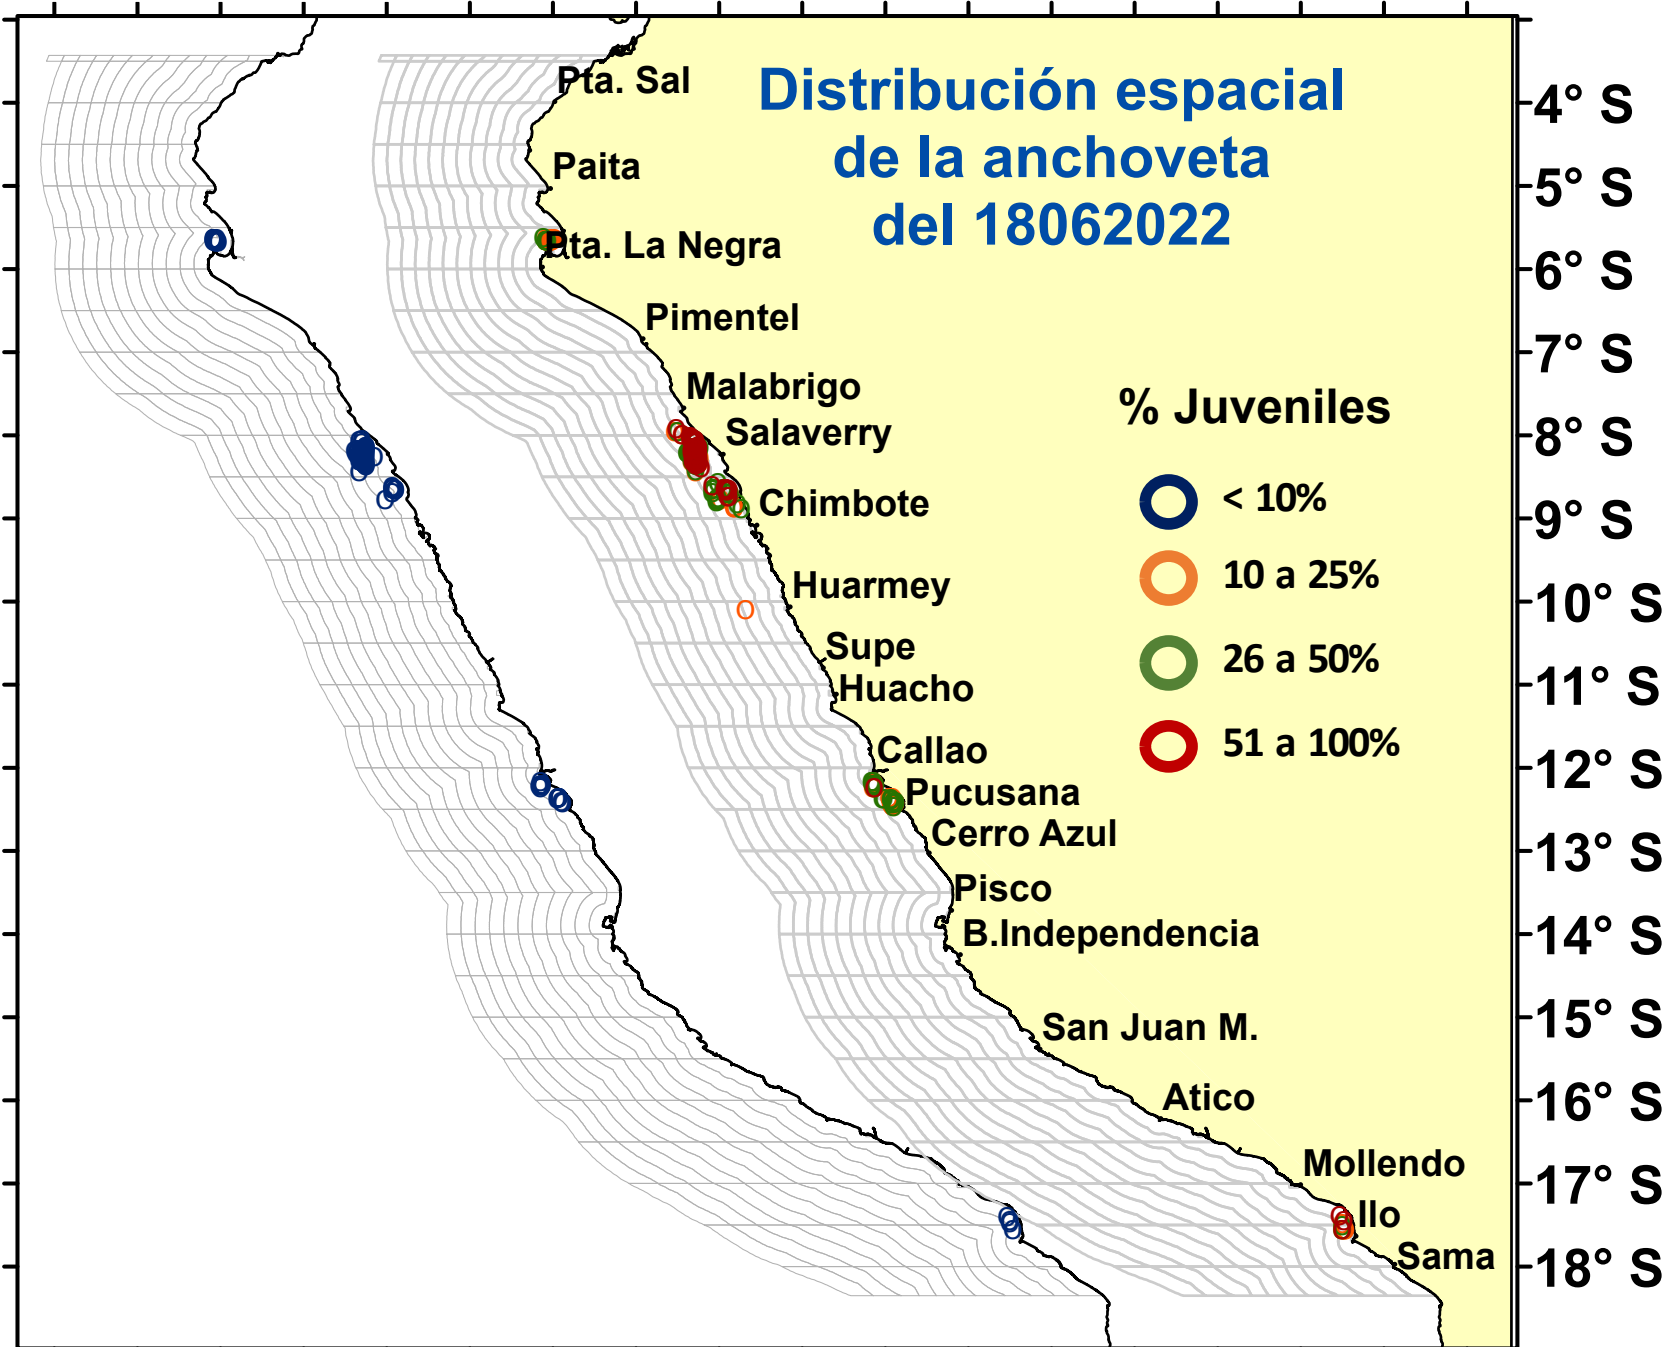 Distribución espacial
de la anchoveta
del 18062022
Pta. Sal
Paita
Pta. La Negra
Pimentel
Malabrigo
Salaverry
Chimbote
Huarmey
Supe
Huacho
Callao
Pucusana
Cerro Azul
Pisco
B.Independencia
San Juan M.
Atico
Mollendo
Ilo
Sama
% Juveniles
< 10%
10 a 25%
26 a 50%
51 a 100%
4° S
5° S
6° S
7° S
8° S
9° S
10° S
11° S
12° S
13° S
14° S
15° S
16° S
17° S
18° S